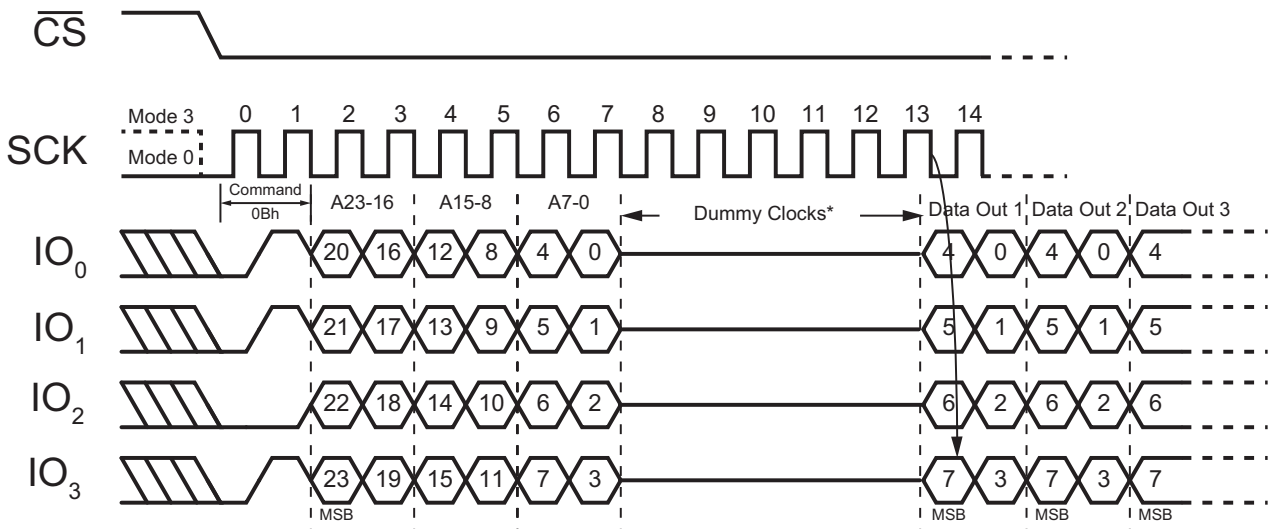 CS
0 1 2 3 4 5 6 7 8 9 10 11 12 13 14
Mode 3
SCK
Mode 0
Command
0Bh
A23-16 A15-8 A7-0
Dummy Clocks*
Data Out 1 Data Out 2 Data Out 3
IO0 20 16 12 8 4 0 4 0 4 0 4
IO1 21 17 13 9 5 1 5 1 5 1 5
IO2 22 18 14 10 6 2 6 2 6 2 6
IO3 23 19 15 11 7 3 7 3 7 3 7
MSB MSB MSB MSB